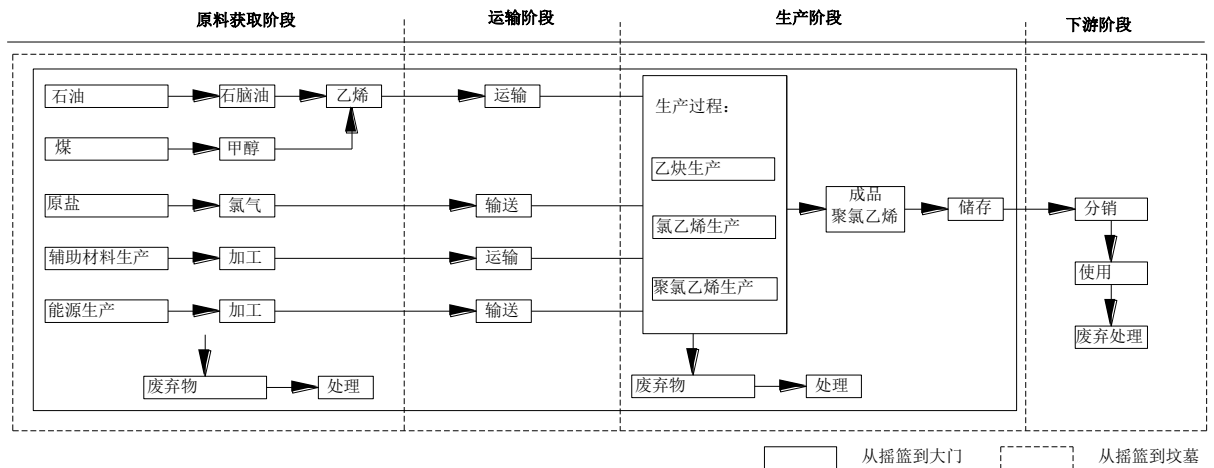 原料获取阶段
运输阶段
生产阶段
下游阶段
石油
石脑油
乙烯
运输
生产过程：
煤
甲醇
乙炔生产
原盐
氯气
输送
氯乙烯生产
成品
聚氯乙烯
储存
分销
辅助材料生产
加工
运输
使用
能源生产
加工
输送
聚氯乙烯生产
废弃处理
废弃物
处理
废弃物
处理
从摇篮到大门
从摇篮到坟墓